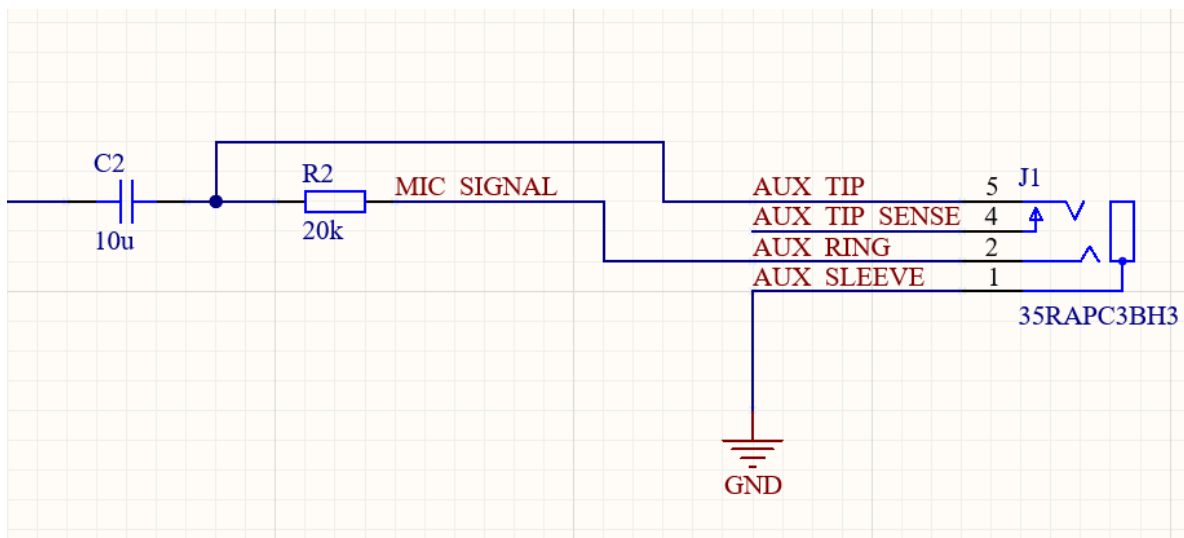 C2
10u
R2
20k
MIC SIGNAL
AUX TIP 5
AUX TIP SENSE 4
AUX RING 2
AUX SLEEVE 1
J1
35RAPC3BH3
GND